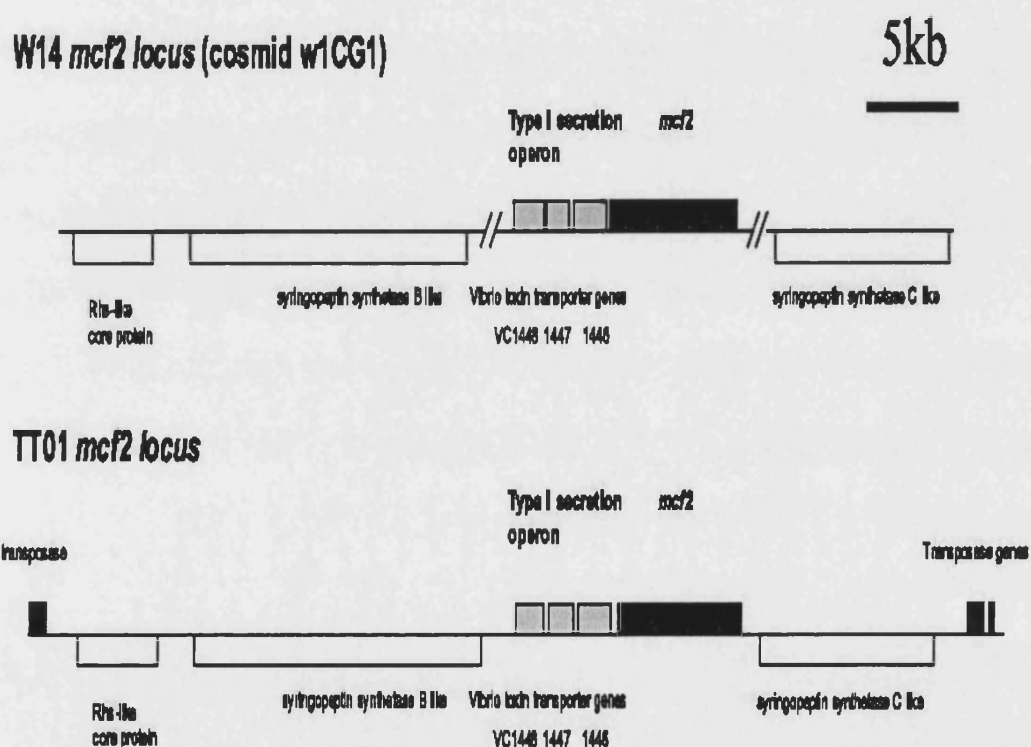 W14 mcf2 locus (cosmid w1CG1)
5kb
Type I secretion mcf2
operon
Rhs-like
core protein
syringopeptin synthetase B like
Vibrio toxin transporter genes
VC1446 1447 1448
syringopeptin synthetase C like
TT01 mcf2 locus
Type I secretion mcf2
operon
transposase
Transposase genes
Rhs-like
core protein
syringopeptin synthetase B like
Vibrio toxin transporter genes
VC1446 1447 1448
syringopeptin synthetase C like